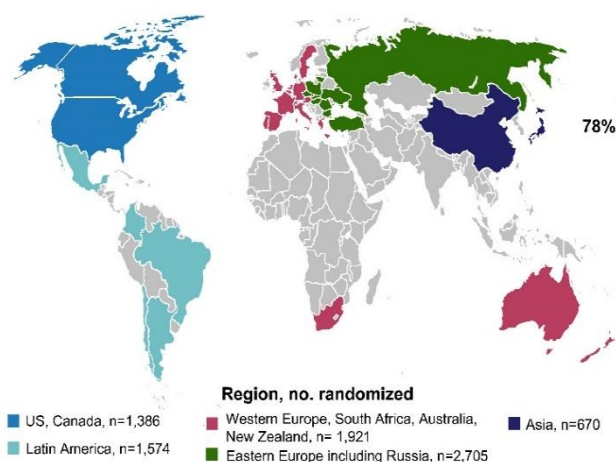 78%
Region, no. randomized
US, Canada, n=1,386
Latin America, n=1,574
Western Europe, South Africa, Australia,
New Zealand, n= 1,921
Eastern Europe including Russia, n=2,705
Asia, n=670